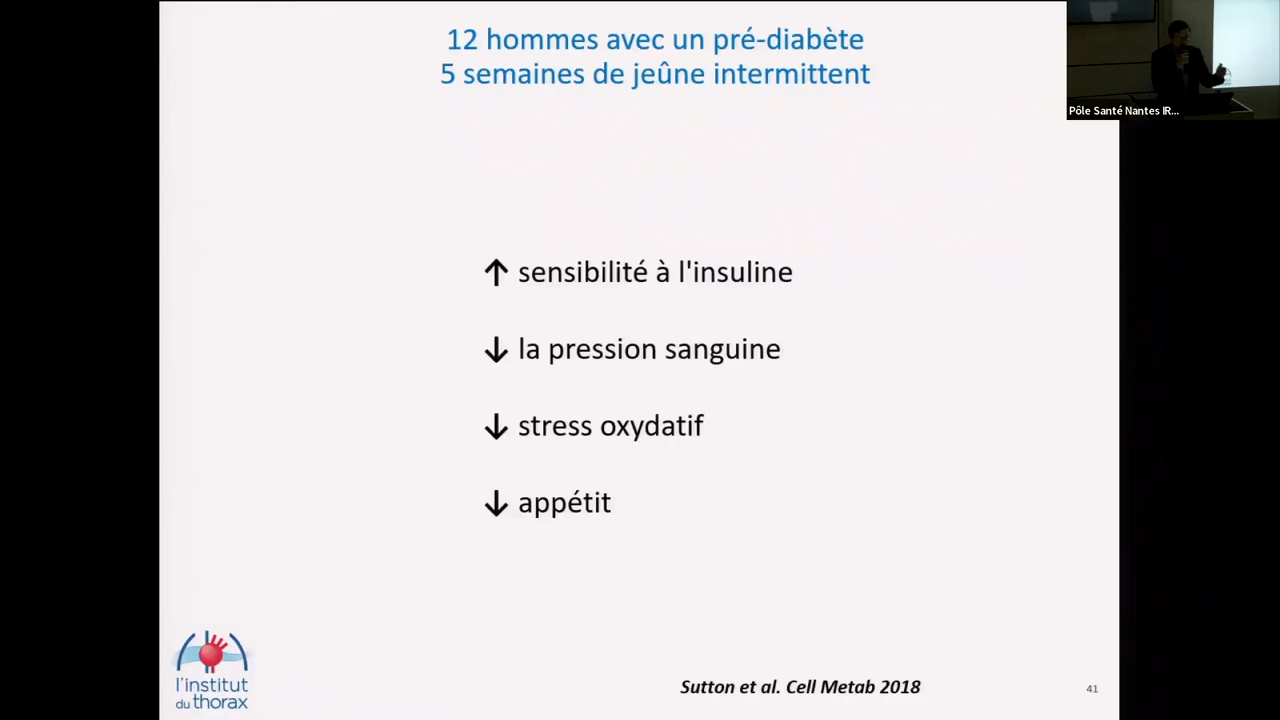 12 hommes avec un pré-diabète
5 semaines de jeûne intermittent
Pôle Santé Nantes IR...
↑ sensibilité à l'insuline
↓ la pression sanguine
↓ stress oxydatif
↓ appétit
l'institut
du thorax
Sutton et al. Cell Metab 2018
41